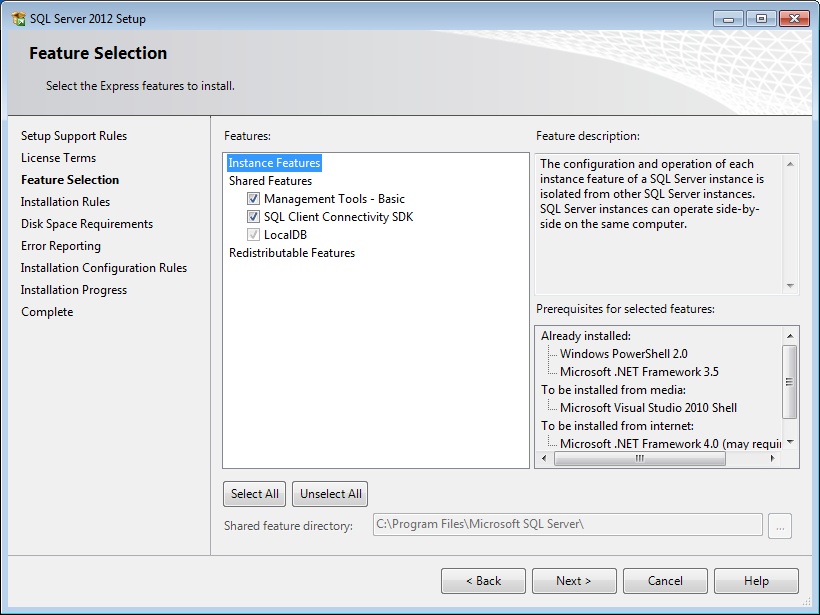 SQL Server 2012 Setup
Feature Selection
Select the Express features to install.
Setup Support Rules
License Terms
Feature Selection
Installation Rules
Disk Space Requirements
Error Reporting
Installation Configuration Rules
Installation Progress
Complete
Features:
Instance Features
Shared Features
Management Tools - Basic
SQL Client Connectivity SDK
LocalDB
Redistributable Features
Feature description:
The configuration and operation of each
instance feature of a SQL Server instance is
isolated from other SQL Server instances.
SQL Server instances can operate side-by-
side on the same computer.
Prerequisites for selected features:
Already installed:
Windows PowerShell 2.0
Microsoft .NET Framework 3.5
To be installed from media:
Microsoft Visual Studio 2010 Shell
To be installed from internet:
Microsoft .NET Framework 4.0 (may requi
Select All
Unselect All
Shared feature directory:
C:\Program Files\Microsoft SQL Server\
...
< Back
Next >
Cancel
Help